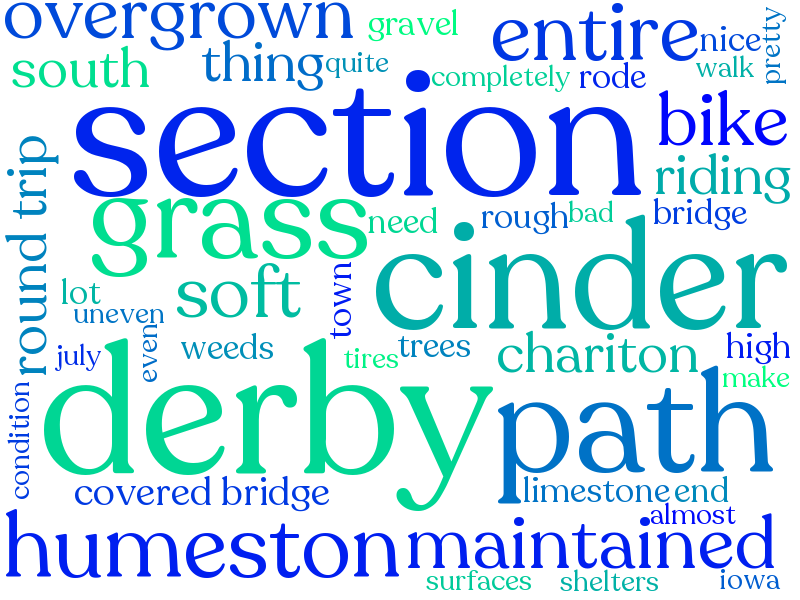 overgrown
gravel
entire
nice
pretty
south
thing
quite
completely
rode
walk
section
bike
riding
round trip
grass
need
rough
bad
bridge
cinder
lot
soft
town
uneven
even
weeds
july
tires
trees
chariton
high
make
derby
path
condition
covered bridge
limestone
end
almost
humeston
maintained
surfaces
shelters
iowa